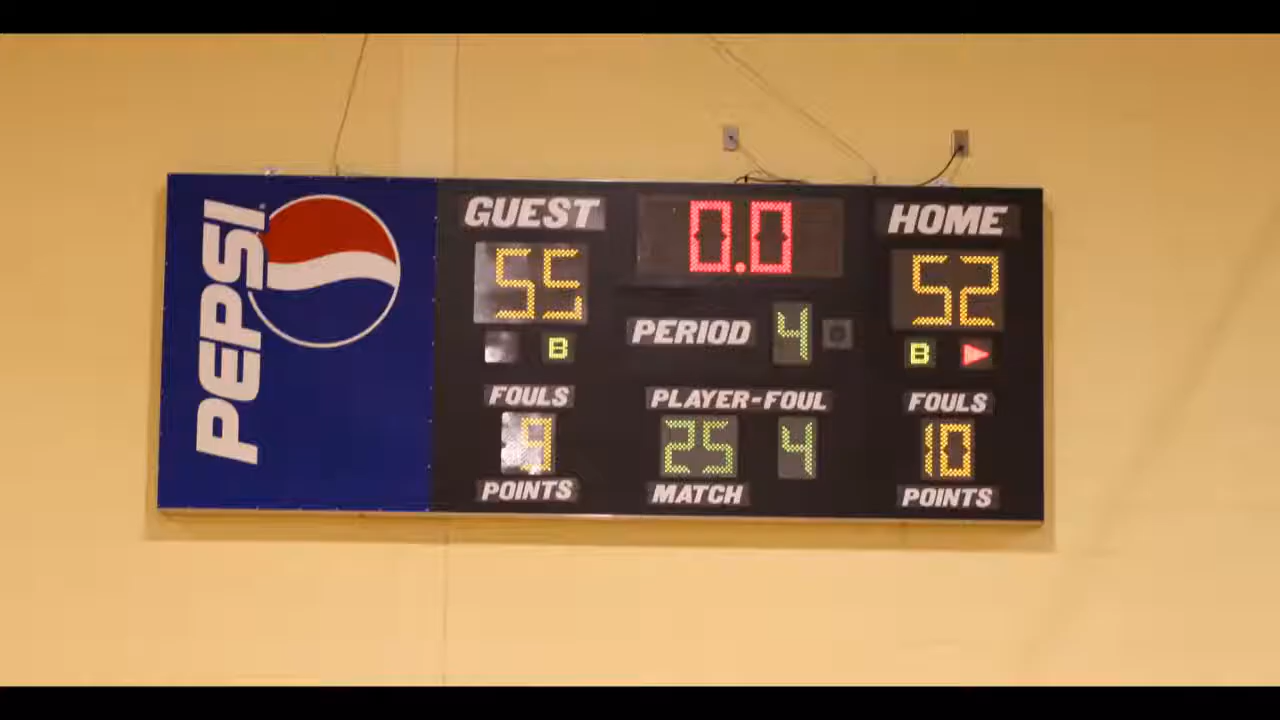 PEPSI
GUEST
0.0
HOME
55
52
PERIOD 4
B
B
FOULS
PLAYER-FOUL
FOULS
9
25 4
10
POINTS
MATCH
POINTS